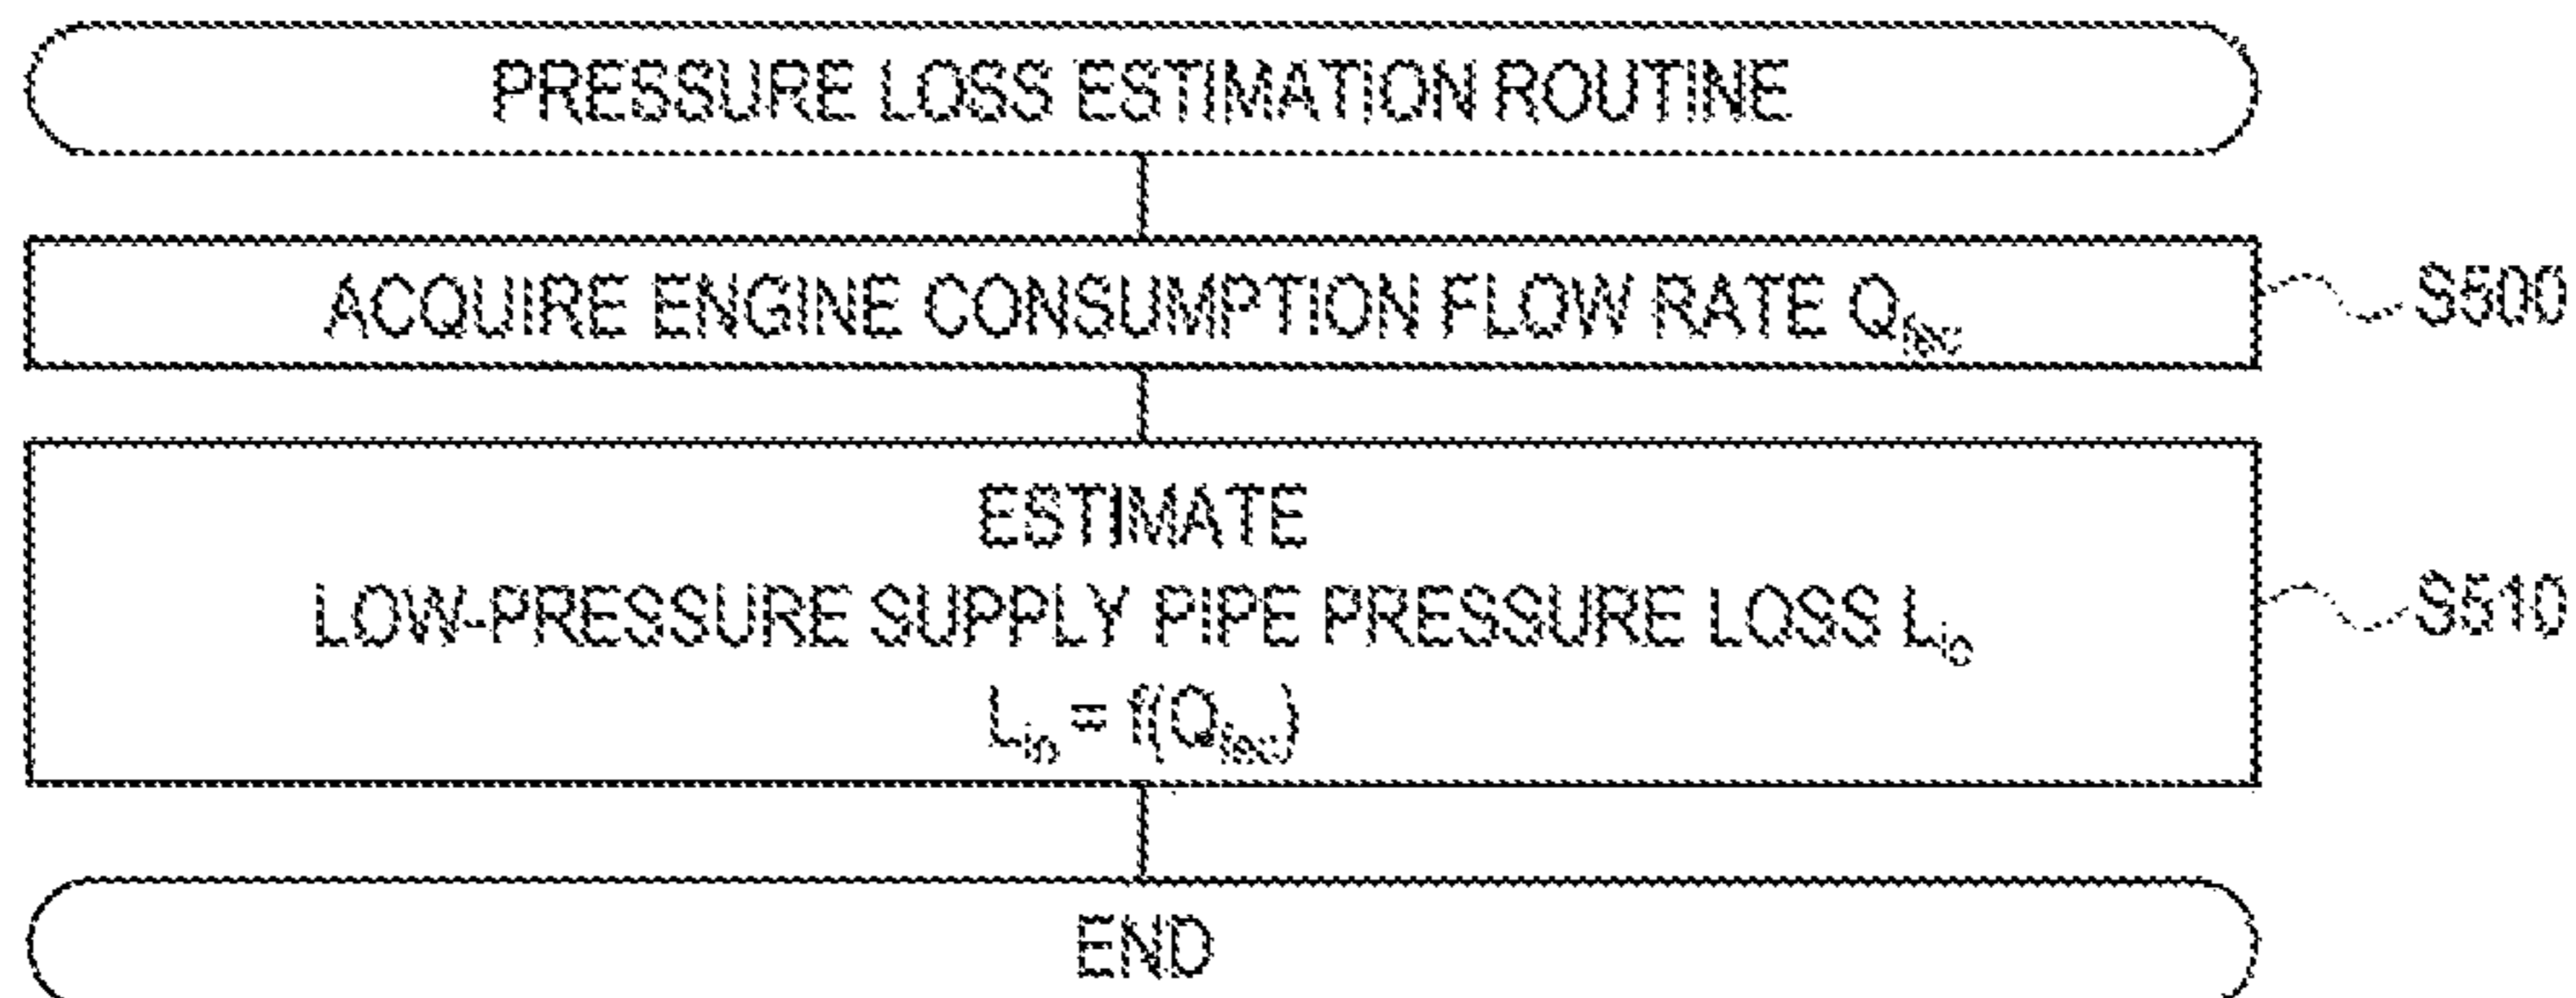 PRESSURE LOSS ESTIMATION ROUTINE
ACQUIRE ENGINE CONSUMPTION FLOW RATE
S500
ESTIMATE
LOW-PRESSURE SUPPLY PIPE PRESSURE LOSS
S510
END